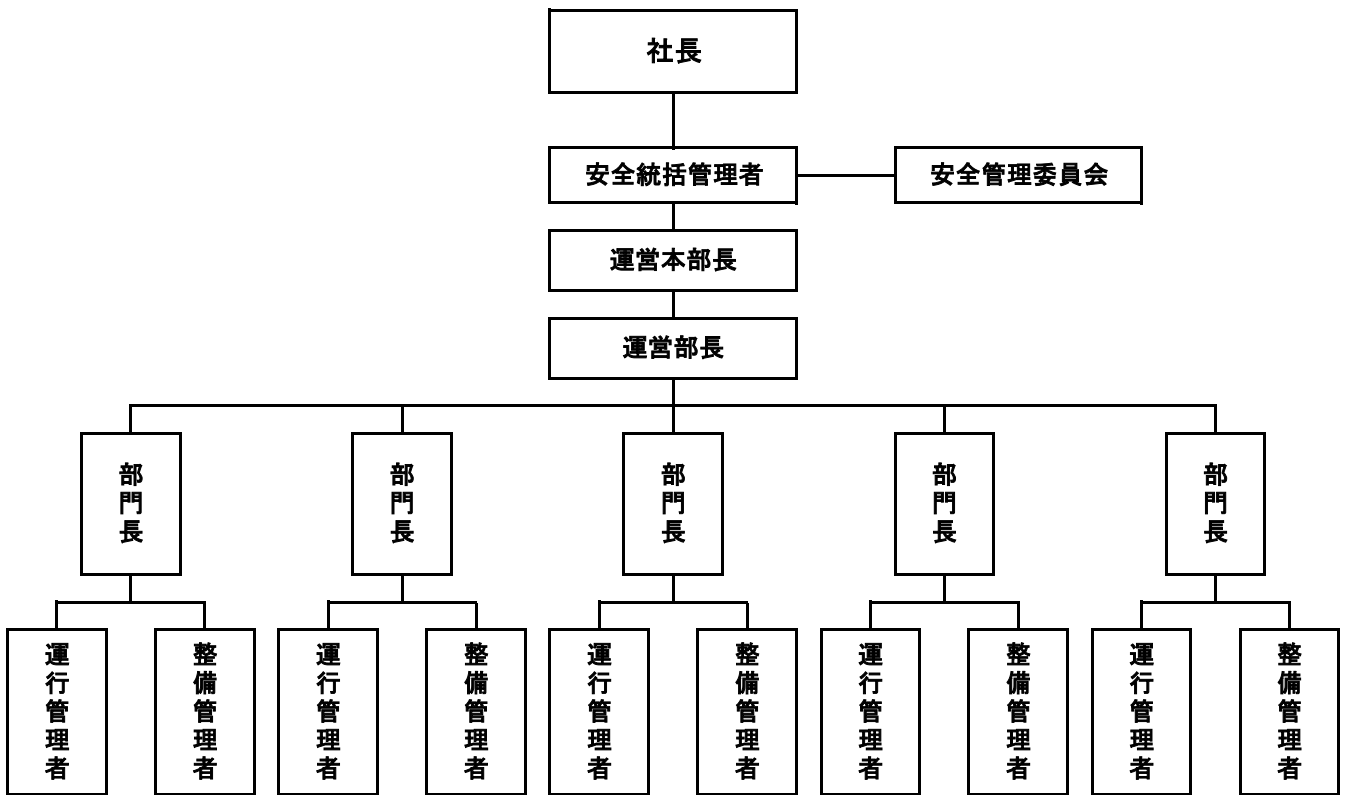 社長
安全統括管理者
安全管理委員会
運営本部長
運営部長
部門長
部門長
部門長
部門長
部門長
運行管理者
整備管理者
運行管理者
整備管理者
運行管理者
整備管理者
運行管理者
整備管理者
運行管理者
整備管理者